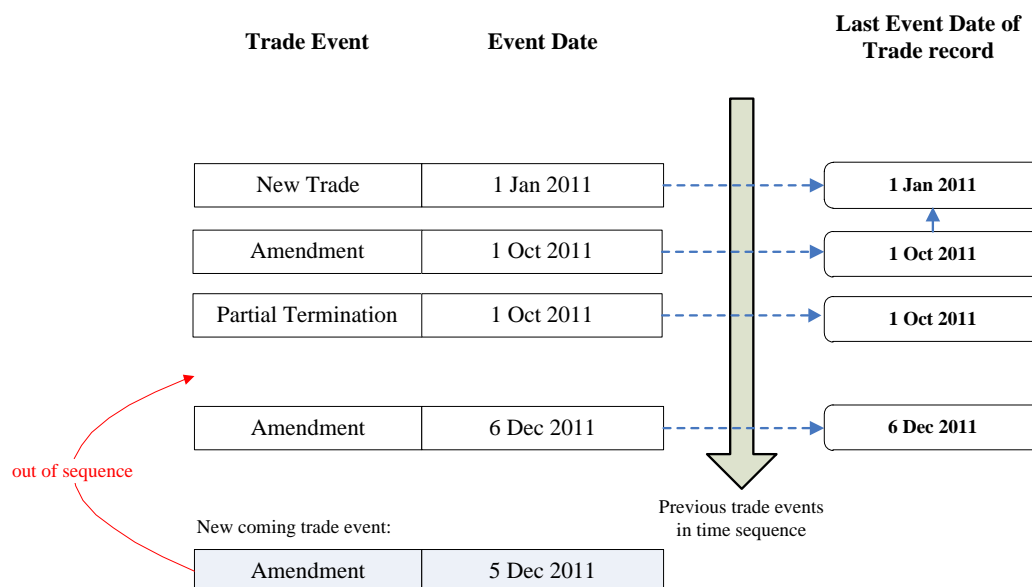 Trade Event Event Date Last Event Date of
Trade record
New Trade 1 Jan 2011 1 Jan 2011
Amendment 1 Oct 2011 1 Oct 2011
Partial Termination 1 Oct 2011 1 Oct 2011
Amendment 6 Dec 2011 6 Dec 2011
out of sequence
Previous trade events
in time sequence
New coming trade event:
Amendment 5 Dec 2011